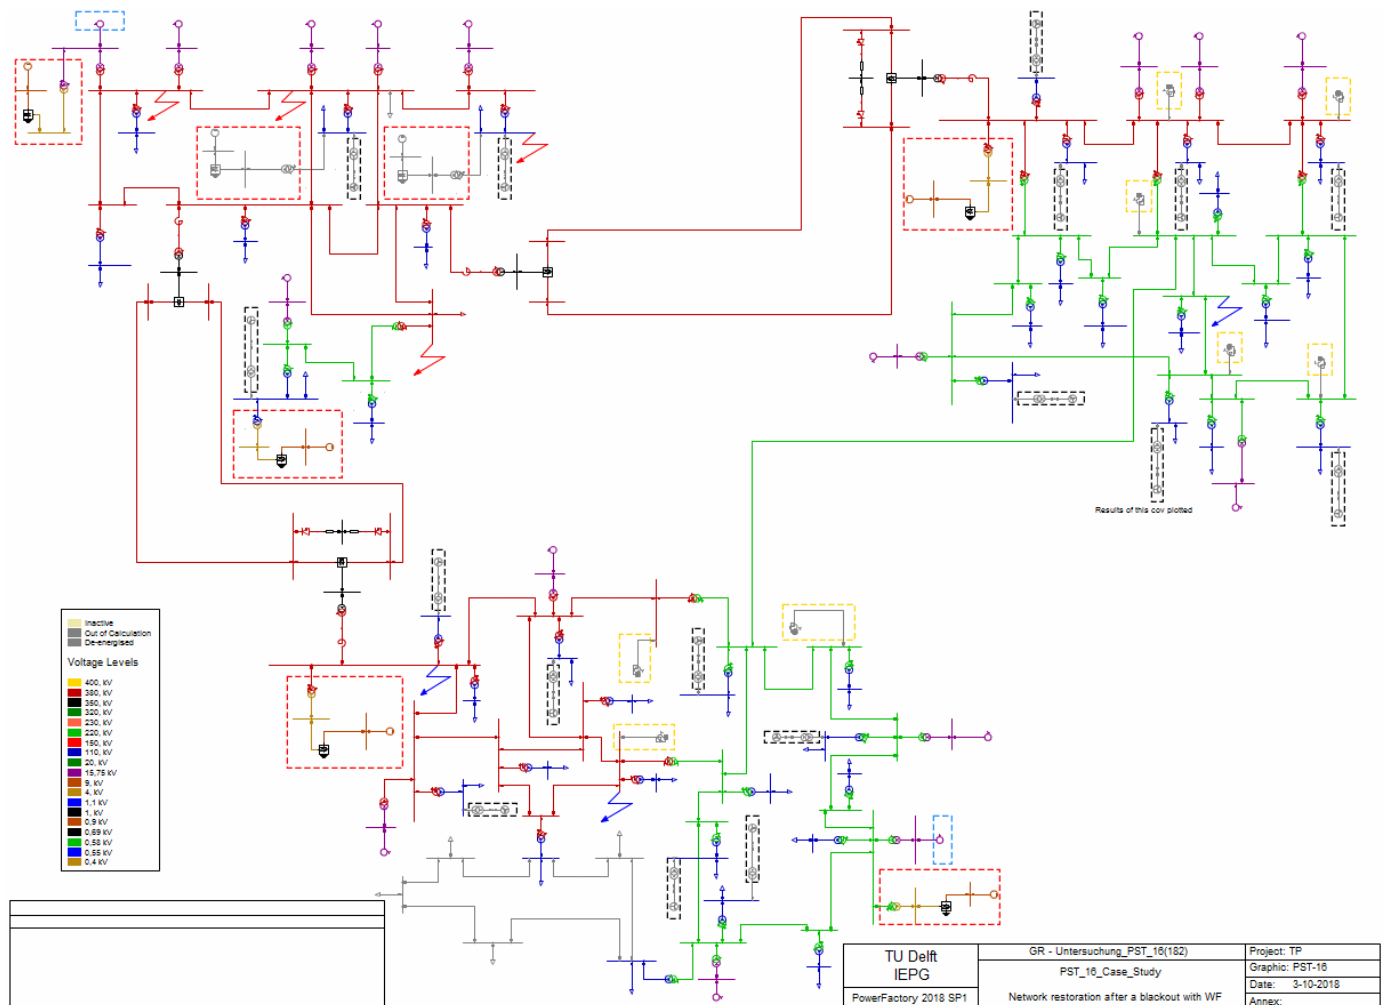 Results of this cov plotted
Inactive
Out of Calculation
De-energised
Voltage Levels
400, kV
380, kV
350, kV
320, kV
230, kV
220, kV
150, kV
110, kV
20, kV
15,75 kV
9, kV
4, kV
1,1 kV
1, kV
0,9 kV
0,69 kV
0,58 kV
0,55 kV
0,4 kV
TU Delft
IEPG
PowerFactory 2018 SP1
GR - Untersuchung_PST_16(182)
PST_16_Case_Study
Network restoration after a blackout with WF
Project: TP
Graphic: PST-16
Date: 3-10-2018
Annex: